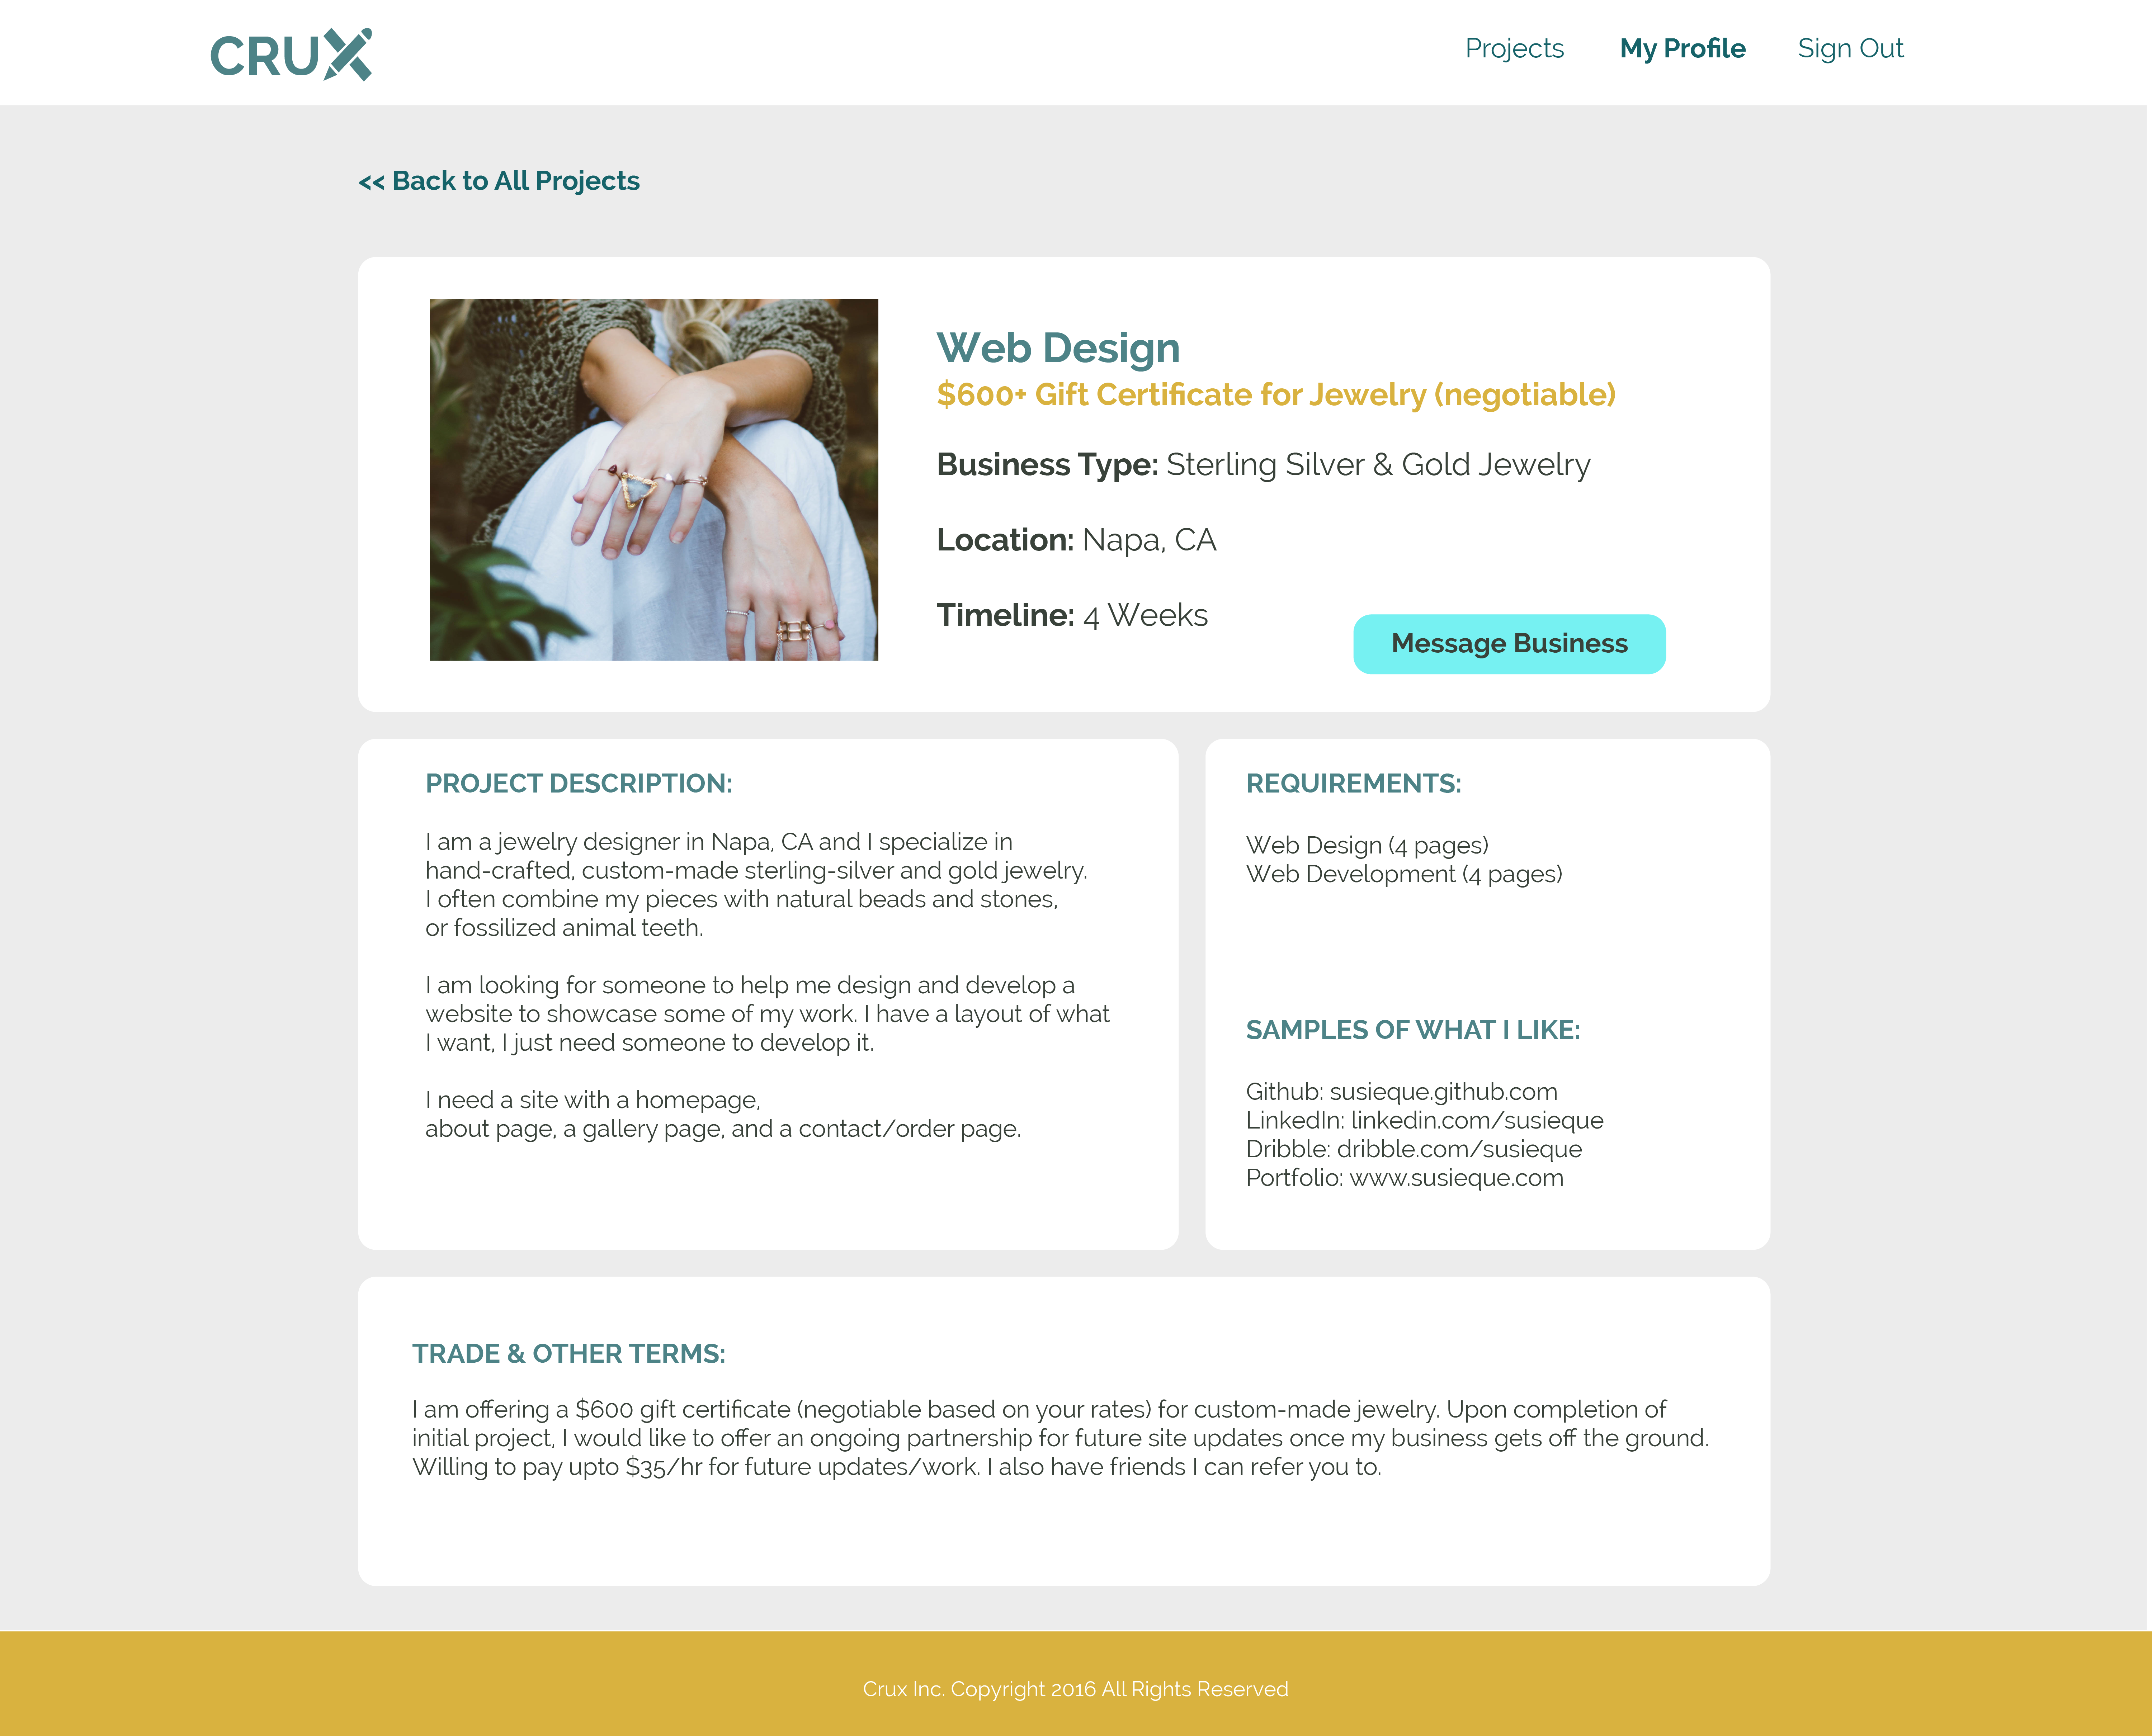 CRUX
Projects
My Profile
Sign Out
<< Back to All Projects
Web Design
$600+ Gift Certificate for Jewelry (negotiable)
Business Type: Sterling Silver & Gold Jewelry
Location: Napa, CA
Timeline: 4 Weeks
Message Business
PROJECT DESCRIPTION:
I am a jewelry designer in Napa, CA and I specialize in
hand-crafted, custom-made sterling-silver and gold jewelry.
I often combine my pieces with natural beads and stones,
or fossilized animal teeth.
I am looking for someone to help me design and develop a
website to showcase some of my work. I have a layout of what
I want, I just need someone to develop it.
I need a site with a homepage,
about page, a gallery page, and a contact/order page.
REQUIREMENTS:
Web Design (4 pages)
Web Development (4 pages)
SAMPLES OF WHAT I LIKE:
Github: susieque.github.com
LinkedIn: linkedin.com/susieque
Dribble: dribble.com/susieque
Portfolio: www.susieque.com
TRADE & OTHER TERMS:
I am offering a $600 gift certificate (negotiable based on your rates) for custom-made jewelry. Upon completion of
initial project, I would like to offer an ongoing partnership for future site updates once my business gets off the ground.
Willing to pay upto $35/hr for future updates/work. I also have friends I can refer you to.
Crux Inc. Copyright 2016 All Rights Reserved